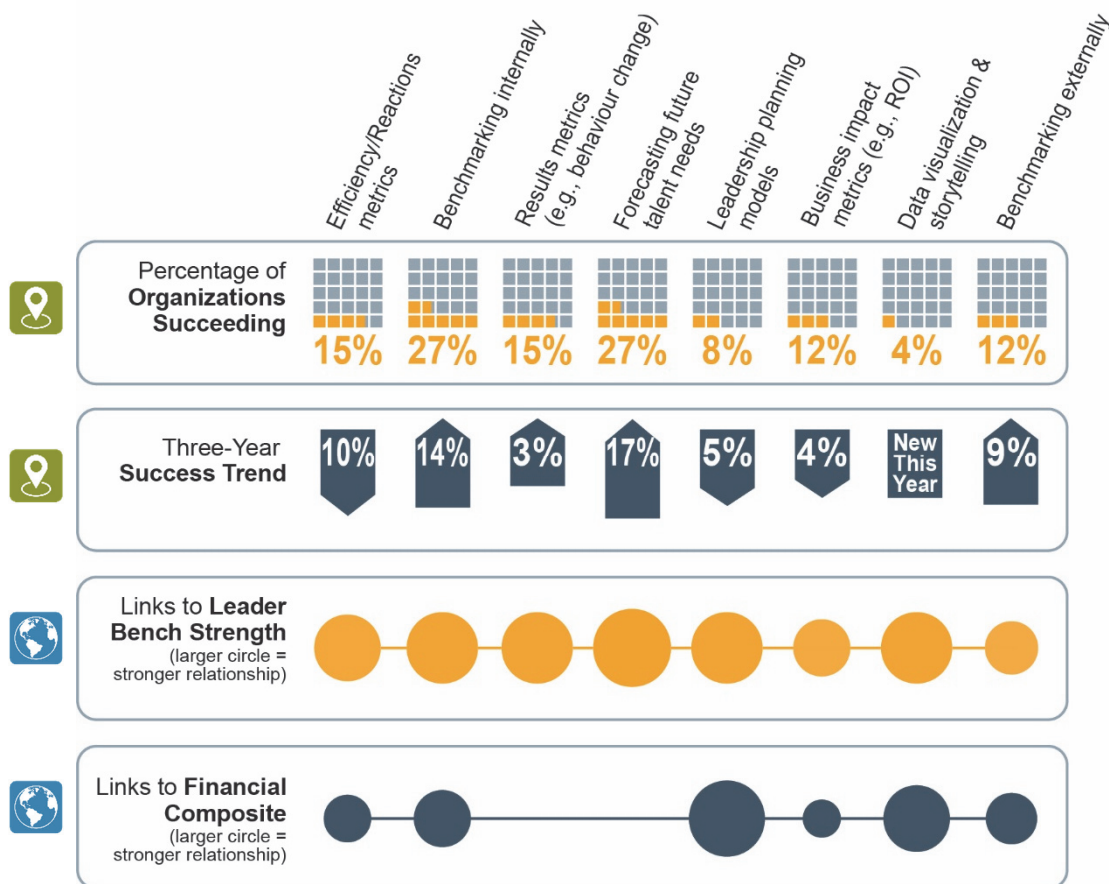 Efficiency/Reactions
metrics
Benchmarking internally
Results metrics
(e.g., behaviour change)
Forecasting future
talent needs
Leadership planning
models
Business impact
metrics (e.g., ROI)
Data visualization &
storytelling
Benchmarking externally
Percentage of
Organizations
Succeeding
15% 27% 15% 27% 8% 12% 4% 12%
Three-Year
Success Trend
10% 14% 3% 17% 5% 4% New This Year 9%
Links to Leader
Bench Strength
(larger circle =
stronger relationship)
Links to Financial
Composite
(larger circle =
stronger relationship)